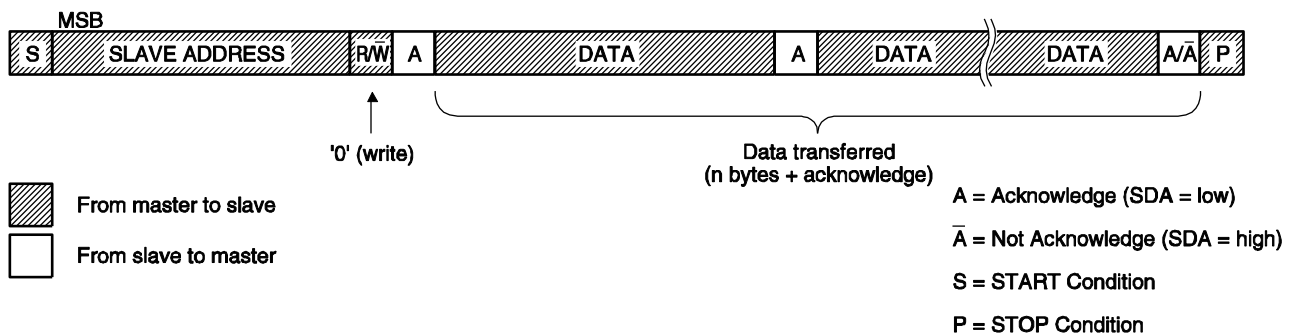 MSB
S SLAVE ADDRESS R/W̅ A DATA A DATA DATA A/A̅ P
'0' (write)
Data transferred
(n bytes + acknowledge)
From master to slave
From slave to master
A = Acknowledge (SDA = low)
A̅ = Not Acknowledge (SDA = high)
S = START Condition
P = STOP Condition